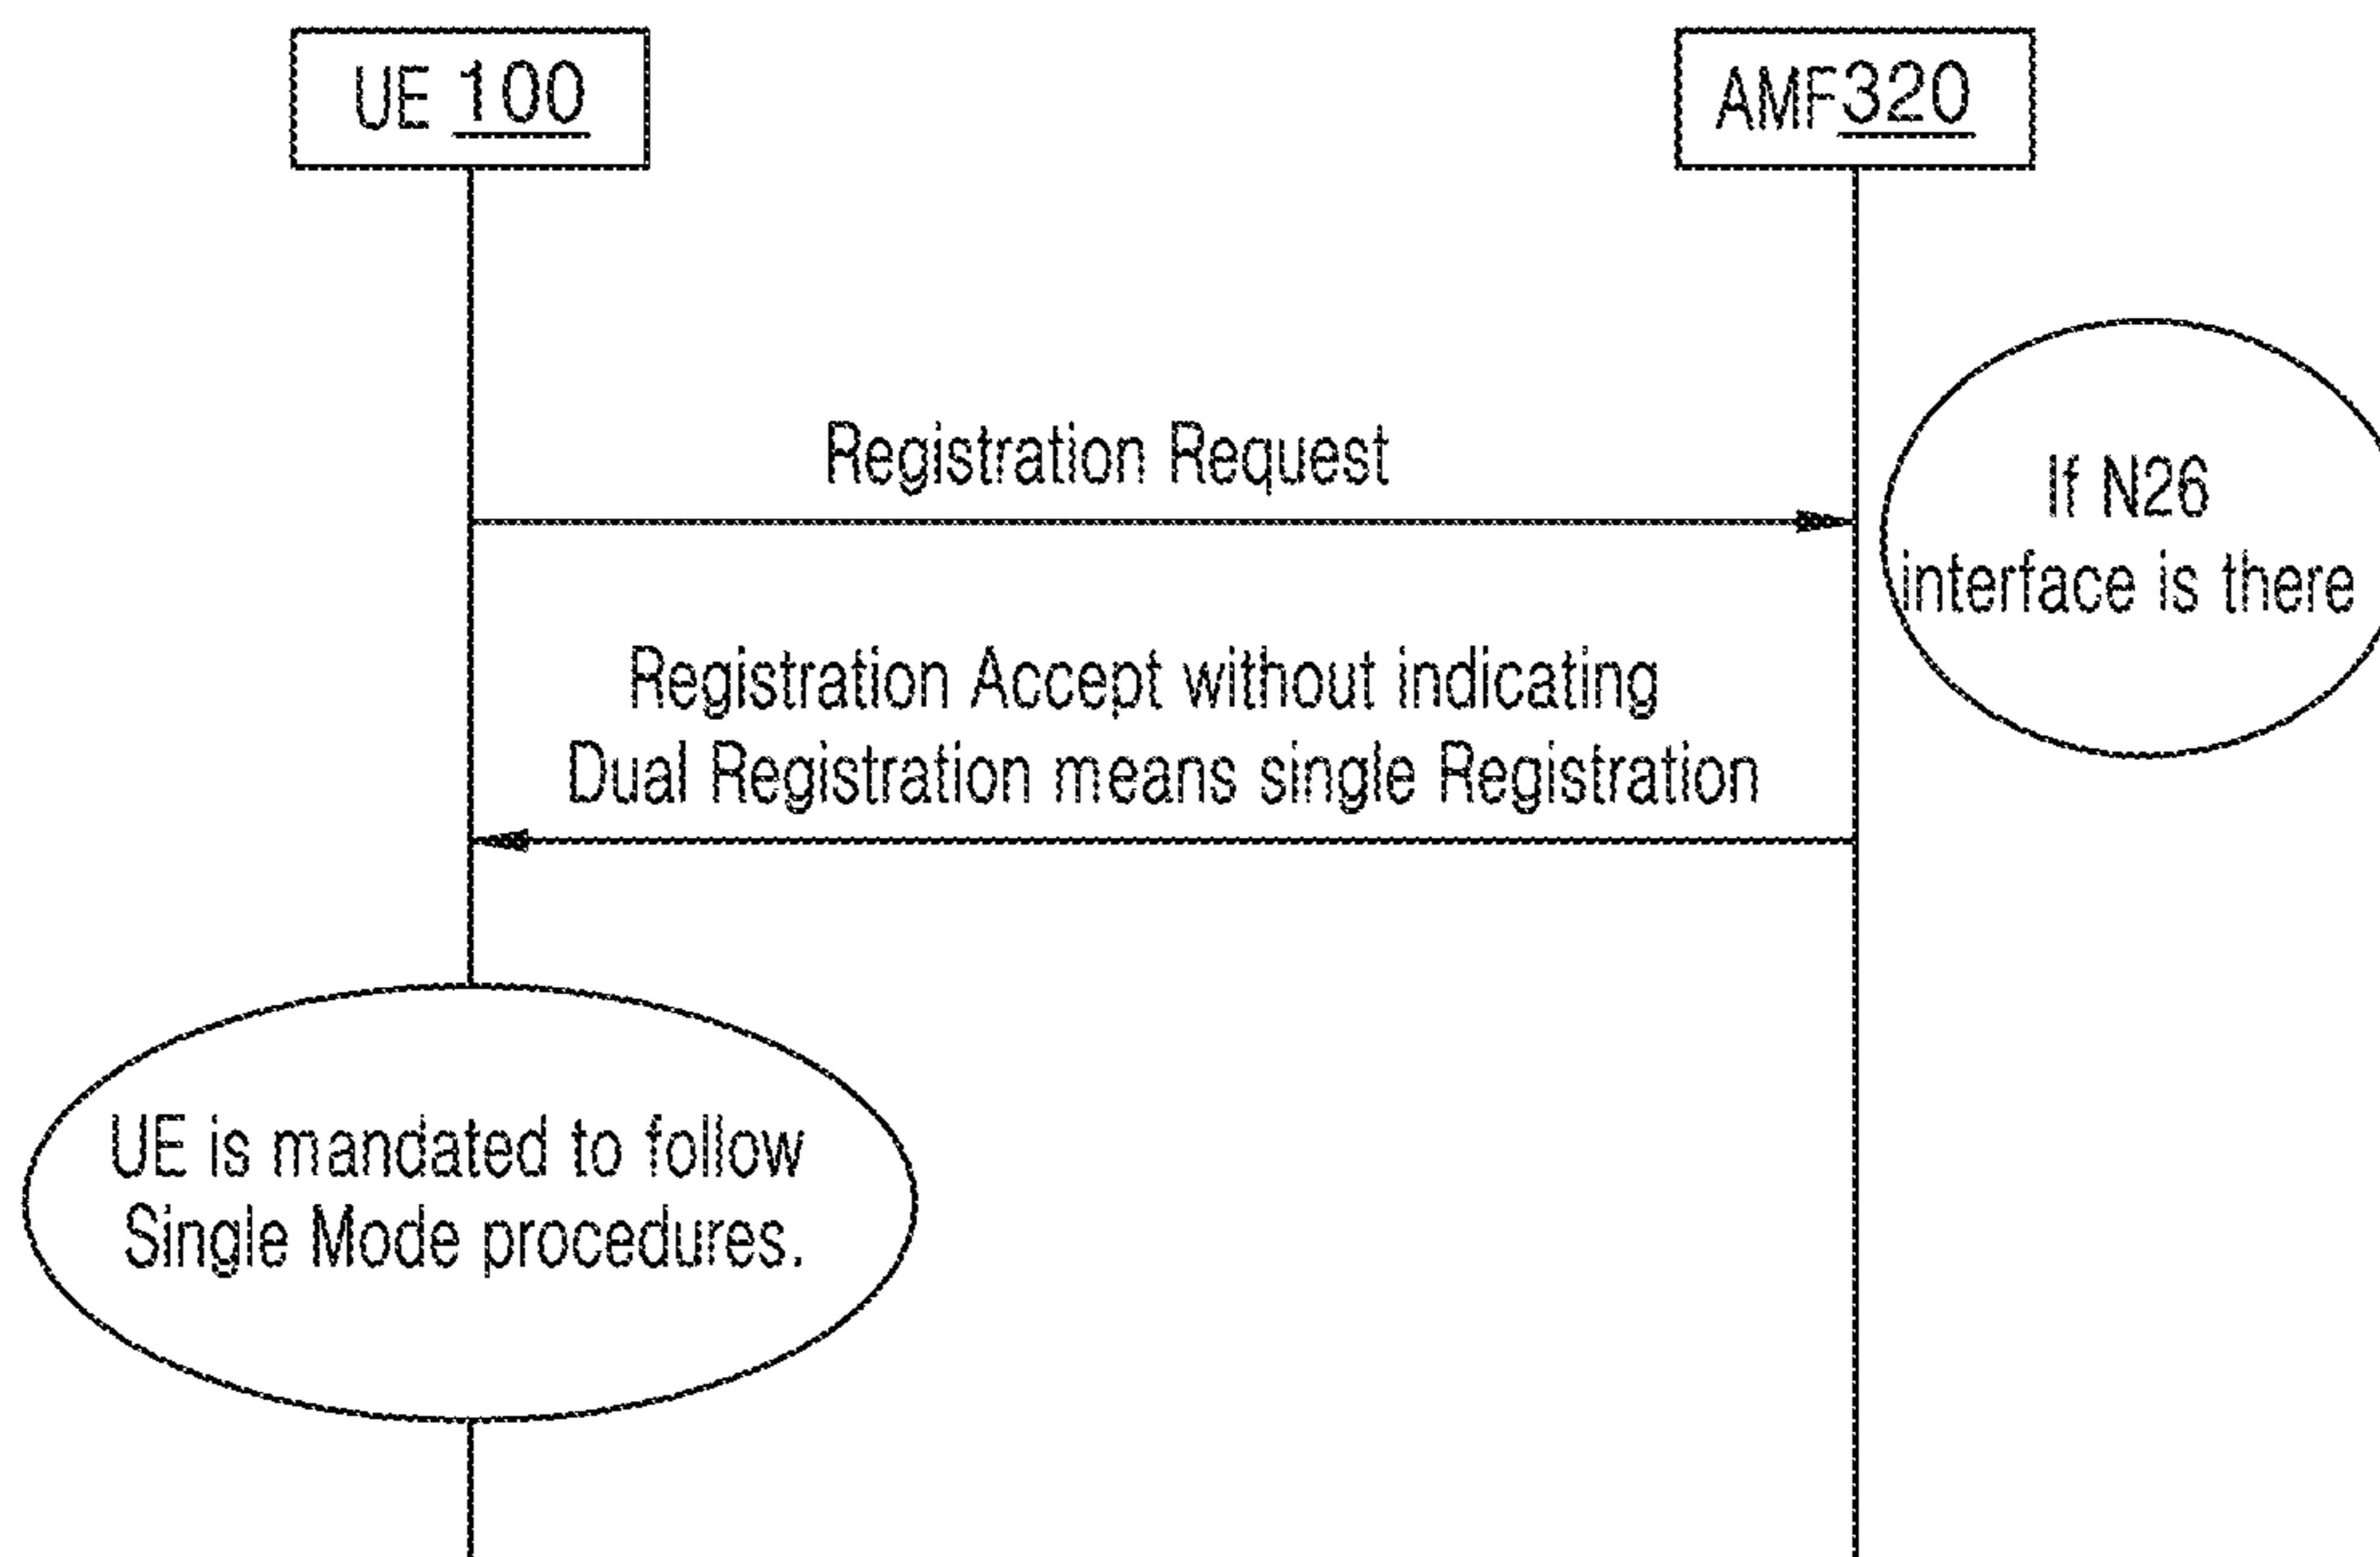 UE 100
AMF320
Registration Request
If N26
interface is there
Registration Accept without indicating
Dual Registration means single Registration
UE is mandated to follow
Single Mode procedures.